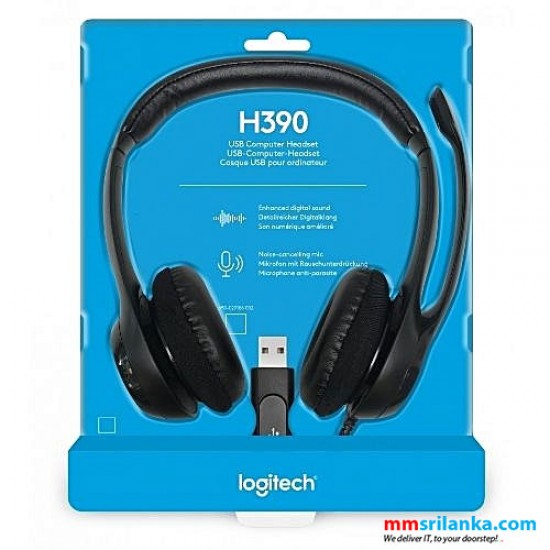 H390
USB Computer Headset
USB-Computer-Headset
Casque USB pour ordinateur
Enhanced digital sound
Detailreicher Digitalklang
Son numérique amélioré
Noise-cancelling mic
Mikrofon mit Rauschunterdrückung
Microphone anti-parasite
logitech
mmsrilanka.com
We deliver IT, to your doorstep!..